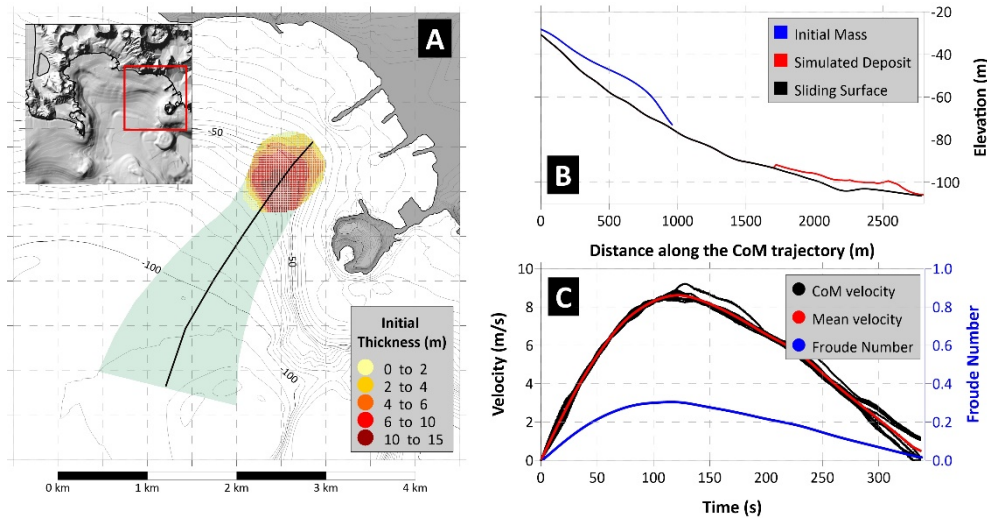 A
-50
-100
-50
-100
Initial
Thickness (m)
0 to 2
2 to 4
4 to 6
6 to 10
10 to 15
0 km 1 km 2 km 3 km 4 km
B
Initial Mass
Simulated Deposit
Sliding Surface
-20
-40
-60
-80
-100
Elevation (m)
0 500 1000 1500 2000 2500
Distance along the CoM trajectory (m)
C
CoM velocity
Mean velocity
Froude Number
10
8
6
4
2
0
Velocity (m/s)
1.0
0.8
0.6
0.4
0.2
0.0
Froude Number
0 50 100 150 200 250 300
Time (s)